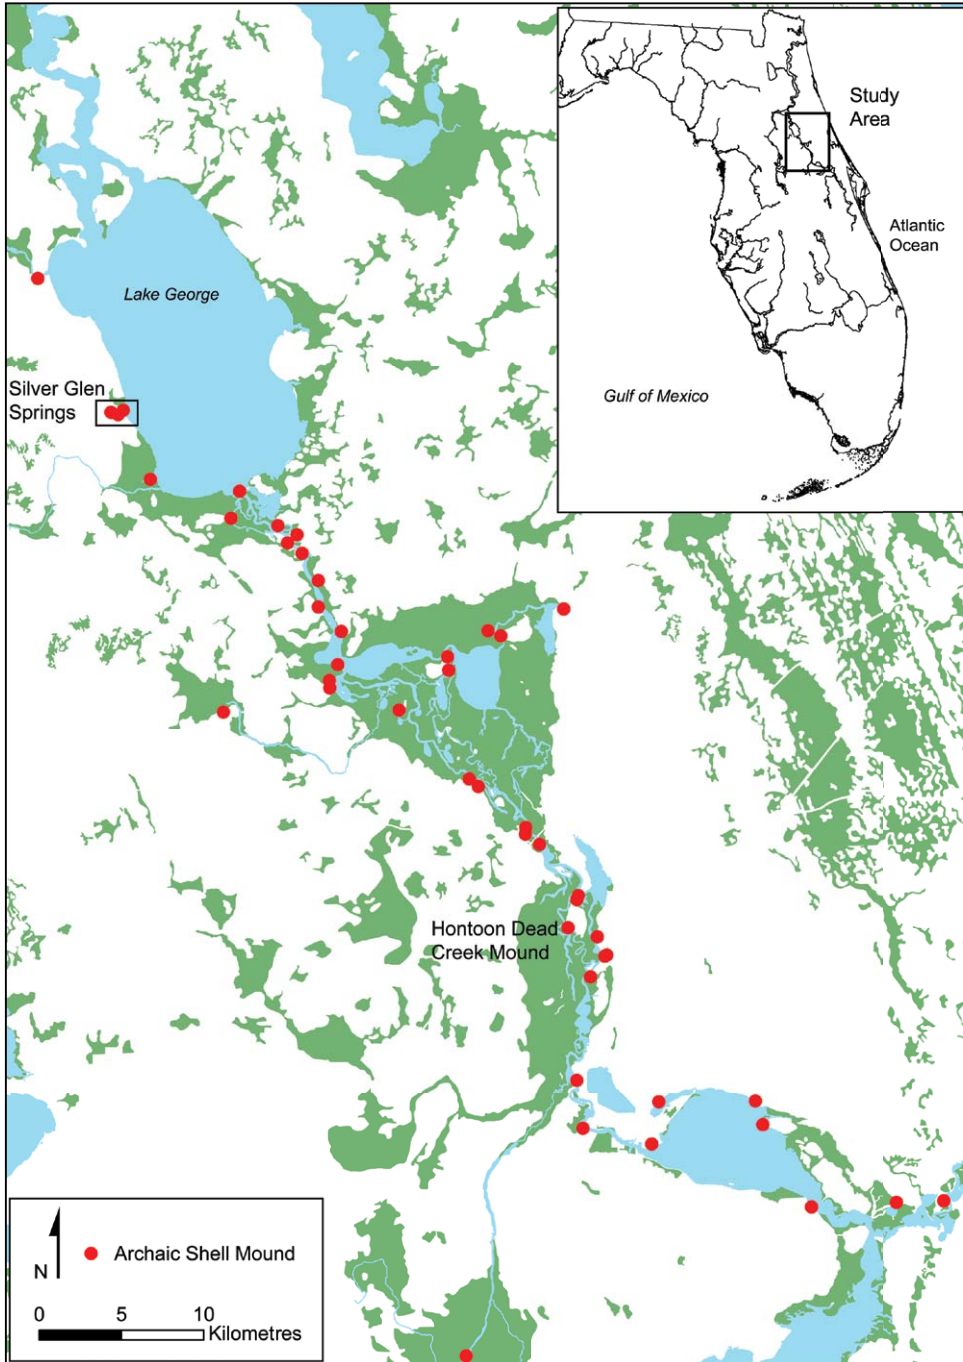 Study
Area
Atlantic
Ocean
Lake George
Gulf of Mexico
Silver Glen
Springs
Hontoon Dead
Creek Mound
N
Archaic Shell Mound
0 5 10
Kilometres